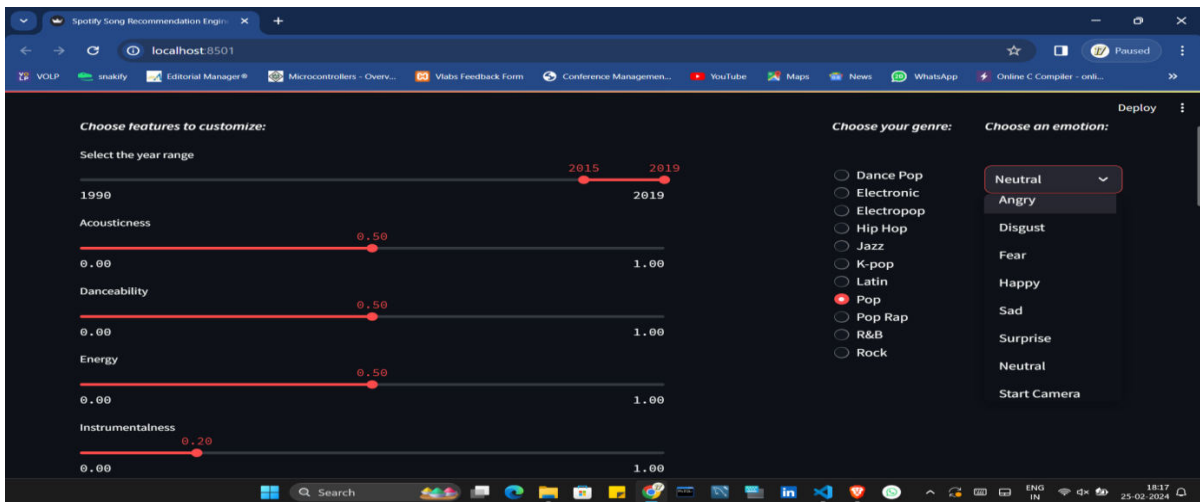 Spotify Song Recommendation Engin
localhost:8501
Paused
VOLP snakify Editorial Manager® Microcontrollers - Overv... Vlabs Feedback Form Conference Managemen... YouTube Maps News WhatsApp Online C Compiler - onli...
Deploy
Choose features to customize:
Select the year range
2015 2019
1990 2019
Acousticness
0.50
0.00 1.00
Danceability
0.50
0.00 1.00
Energy
0.50
0.00 1.00
Instrumentalness
0.20
0.00 1.00
Choose your genre:
Dance Pop
Electronic
Electropop
Hip Hop
Jazz
K-pop
Latin
Pop
Pop Rap
R&B
Rock
Choose an emotion:
Neutral
Angry
Disgust
Fear
Happy
Sad
Surprise
Neutral
Start Camera
Search
ENG
IN
18:17
25-02-2024